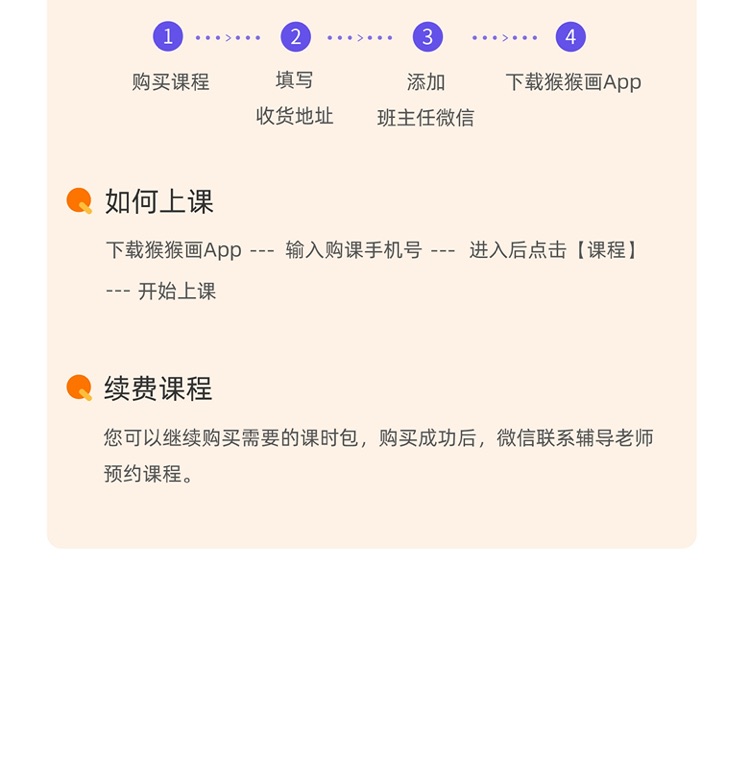 1 2 3 4
购买课程 填写 添加 下载猴猴画App
收货地址 班主任微信
如何上课
下载猴猴画App --- 输入购课手机号 --- 进入后点击【课程】
--- 开始上课
续费课程
您可以继续购买需要的课时包，购买成功后，微信联系辅导老师
预约课程。